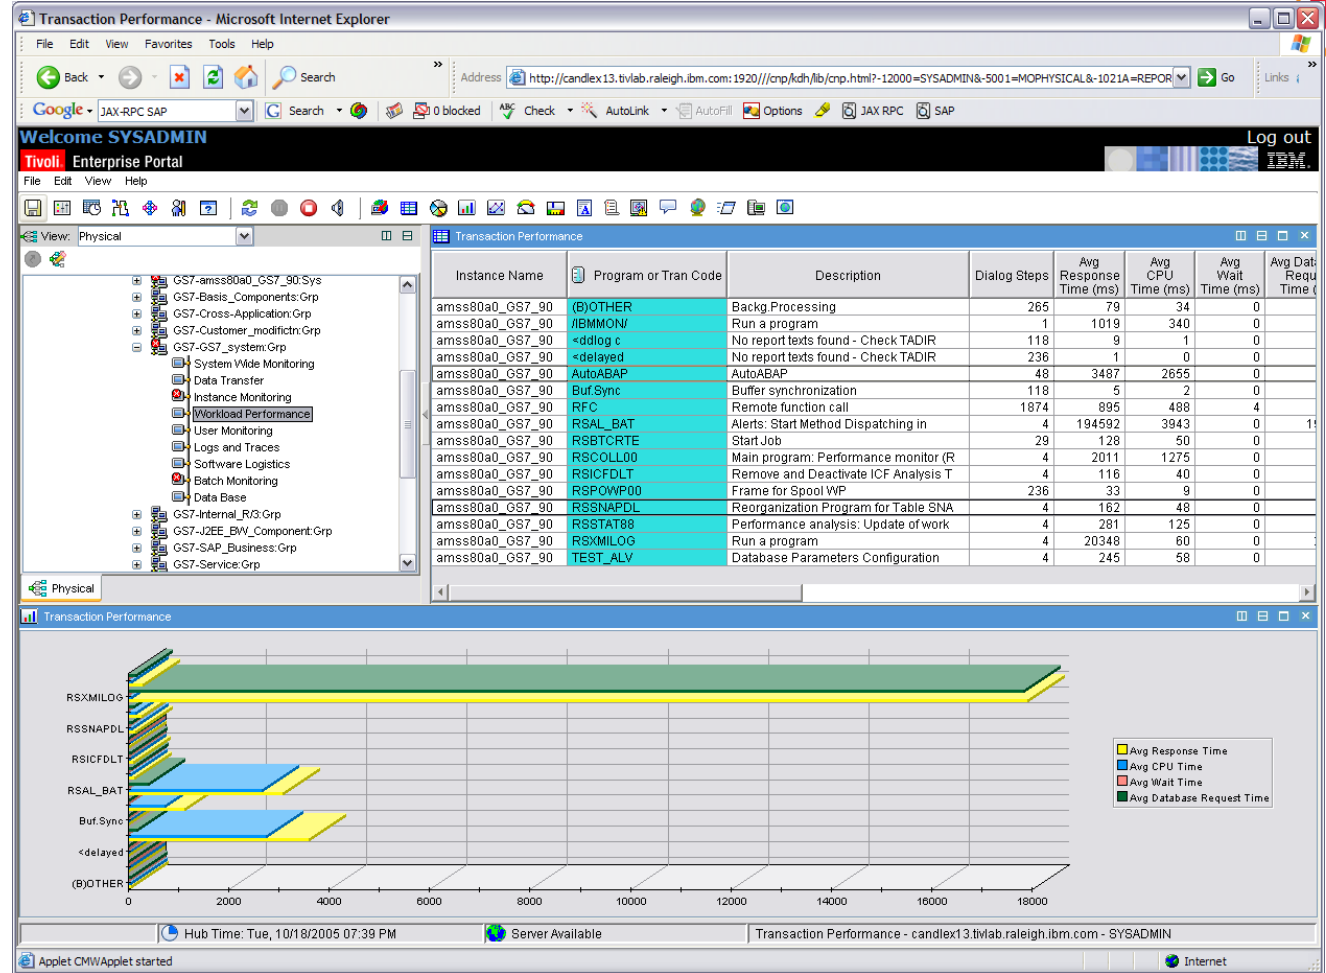 Transaction Performance - Microsoft Internet Explorer
File Edit View Favorites Tools Help
Back Search » Address http://candlex13.tivlab.raleigh.ibm.com:1920///cnp/kdh/lib/cnp.html?-12000=SYSADMIN&-5001=MOPHYSICAL&-1021A=REPOR Go Links »
Google JAX-RPC SAP G Search 0 blocked ABC Check AutoLink AutoFill Options JAX RPC SAP
Welcome SYSADMIN Log out
Tivoli. Enterprise Portal IBM.
File Edit View Help
View: Physical
GS7-amss80a0_GS7_90:Sys
GS7-Basis_Components:Grp
GS7-Cross-Application:Grp
GS7-Customer_modifictn:Grp
GS7-GS7_system:Grp
System Wide Monitoring
Data Transfer
Instance Monitoring
Workload Performance
User Monitoring
Logs and Traces
Software Logistics
Batch Monitoring
Data Base
GS7-Internal_R/3:Grp
GS7-J2EE_BW_Component:Grp
GS7-SAP_Business:Grp
GS7-Service:Grp
Physical
Transaction Performance
Instance Name Program or Tran Code Description Dialog Steps Avg Response Time (ms) Avg CPU Time (ms) Avg Wait Time (ms) Avg Data Requ Time (
amss80a0_GS7_90 (B)OTHER Backg.Processing 265 79 34 0
amss80a0_GS7_90 /IBMMON/ Run a program 1 1019 340 0
amss80a0_GS7_90 <ddlog c No report texts found - Check TADIR 118 9 1 0
amss80a0_GS7_90 <delayed No report texts found - Check TADIR 236 1 0 0
amss80a0_GS7_90 AutoABAP AutoABAP 48 3487 2655 0
amss80a0_GS7_90 Buf.Sync Buffer synchronization 118 5 2 0
amss80a0_GS7_90 RFC Remote function call 1874 895 488 4
amss80a0_GS7_90 RSAL_BAT Alerts: Start Method Dispatching in 4 194592 3943 0 19
amss80a0_GS7_90 RSBTCRTE Start Job 29 128 50 0
amss80a0_GS7_90 RSCOLL00 Main program: Performance monitor (R 4 2011 1275 0
amss80a0_GS7_90 RSICFDLT Remove and Deactivate ICF Analysis T 4 116 40 0
amss80a0_GS7_90 RSPOWP00 Frame for Spool WP 236 33 9 0
amss80a0_GS7_90 RSSNAPDL Reorganization Program for Table SNA 4 162 48 0
amss80a0_GS7_90 RSSTAT88 Performance analysis: Update of work 4 281 125 0
amss80a0_GS7_90 RSXMILOG Run a program 4 20348 60 0
amss80a0_GS7_90 TEST_ALV Database Parameters Configuration 4 245 58 0
Transaction Performance
RSXMILOG
RSSNAPDL
RSICFDLT
RSAL_BAT
Buf.Sync
<delayed
(B)OTHER
0 2000 4000 6000 8000 10000 12000 14000 16000 18000
Avg Response Time
Avg CPU Time
Avg Wait Time
Avg Database Request Time
Hub Time: Tue, 10/18/2005 07:39 PM Server Available Transaction Performance - candlex13.tivlab.raleigh.ibm.com - SYSADMIN
Applet CMWApplet started Internet